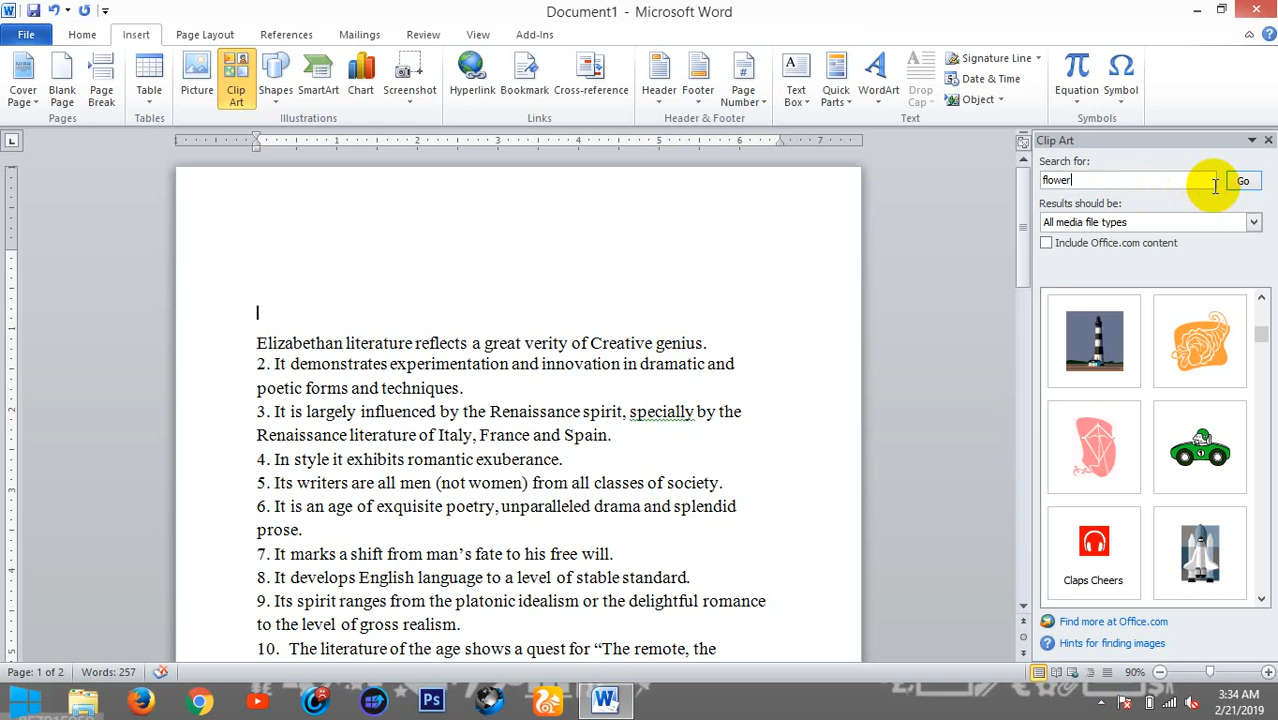 Document1 - Microsoft Word
File Home Insert Page Layout References Mailings Review View Add-Ins
Cover Page
Blank Page
Page Break
Table
Picture
Clip Art
Shapes
SmartArt
Chart
Screenshot
Hyperlink
Bookmark
Cross-reference
Header
Footer
Page Number
Text Box
Quick Parts
WordArt
Drop Cap
Signature Line
Date & Time
Object
Equation
Symbol
Pages Tables Illustrations Links Header & Footer Text Symbols
1 1 2 3 4 5 6 7
Clip Art
Search for:
flower
Go
Results should be:
All media file types
Include Office.com content
Claps Cheers
Find more at Office.com
Hints for finding images
Elizabethan literature reflects a great verity of Creative genius.
2. It demonstrates experimentation and innovation in dramatic and
poetic forms and techniques.
3. It is largely influenced by the Renaissance spirit, specially by the
Renaissance literature of Italy, France and Spain.
4. In style it exhibits romantic exuberance.
5. Its writers are all men (not women) from all classes of society.
6. It is an age of exquisite poetry, unparalleled drama and splendid
prose.
7. It marks a shift from man's fate to his free will.
8. It develops English language to a level of stable standard.
9. Its spirit ranges from the platonic idealism or the delightful romance
to the level of gross realism.
10. The literature of the age shows a quest for “The remote, the
Page: 1 of 2 Words: 257
90%
3:34 AM
2/21/2019